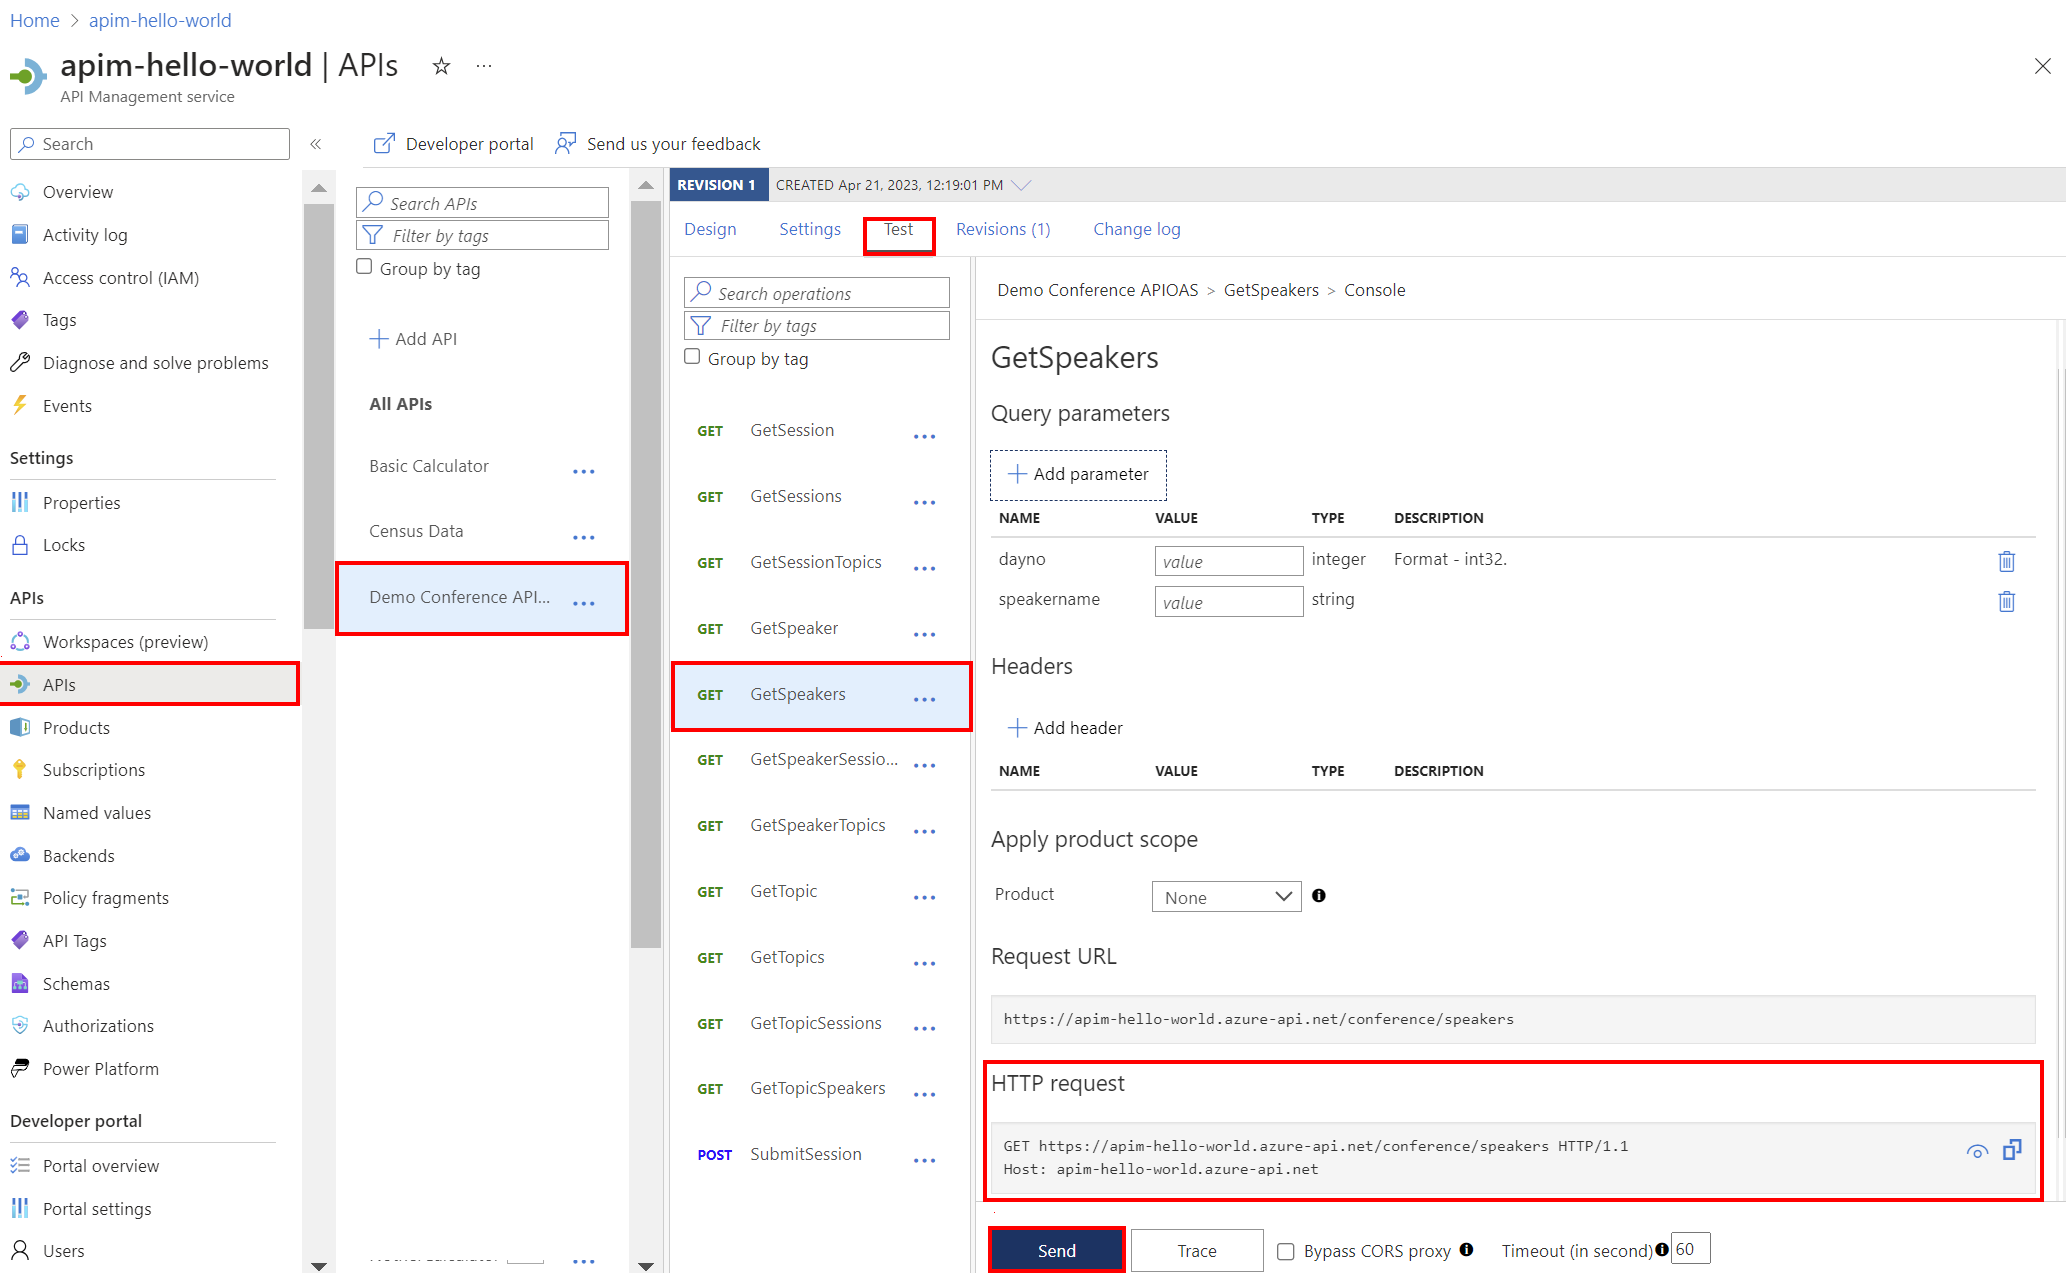 Home > apim-hello-world
apim-hello-world | APIs
API Management service
Search
Overview
Activity log
Access control (IAM)
Tags
Diagnose and solve problems
Events
Settings
Properties
Locks
APIs
Workspaces (preview)
APIs
Products
Subscriptions
Named values
Backends
Policy fragments
API Tags
Schemas
Authorizations
Power Platform
Developer portal
Portal overview
Portal settings
Users
Developer portal
Send us your feedback
Search APIs
Filter by tags
Group by tag
Add API
All APIs
Basic Calculator
Census Data
Demo Conference API...
REVISION 1
CREATED Apr 21, 2023, 12:19:01 PM
Design Settings Test Revisions (1) Change log
Search operations
Filter by tags
Group by tag
GET GetSession
GET GetSessions
GET GetSessionTopics
GET GetSpeaker
GET GetSpeakers
GET GetSpeakerSessio...
GET GetSpeakerTopics
GET GetTopic
GET GetTopics
GET GetTopicSessions
GET GetTopicSpeakers
POST SubmitSession
Demo Conference APIOAS > GetSpeakers > Console
GetSpeakers
Query parameters
Add parameter
NAME VALUE TYPE DESCRIPTION
dayno value integer Format - int32.
speakername value string
Headers
Add header
NAME VALUE TYPE DESCRIPTION
Apply product scope
Product None
Request URL
https://apim-hello-world.azure-api.net/conference/speakers
HTTP request
GET https://apim-hello-world.azure-api.net/conference/speakers HTTP/1.1
Host: apim-hello-world.azure-api.net
Send Trace Bypass CORS proxy Timeout (in second) 60